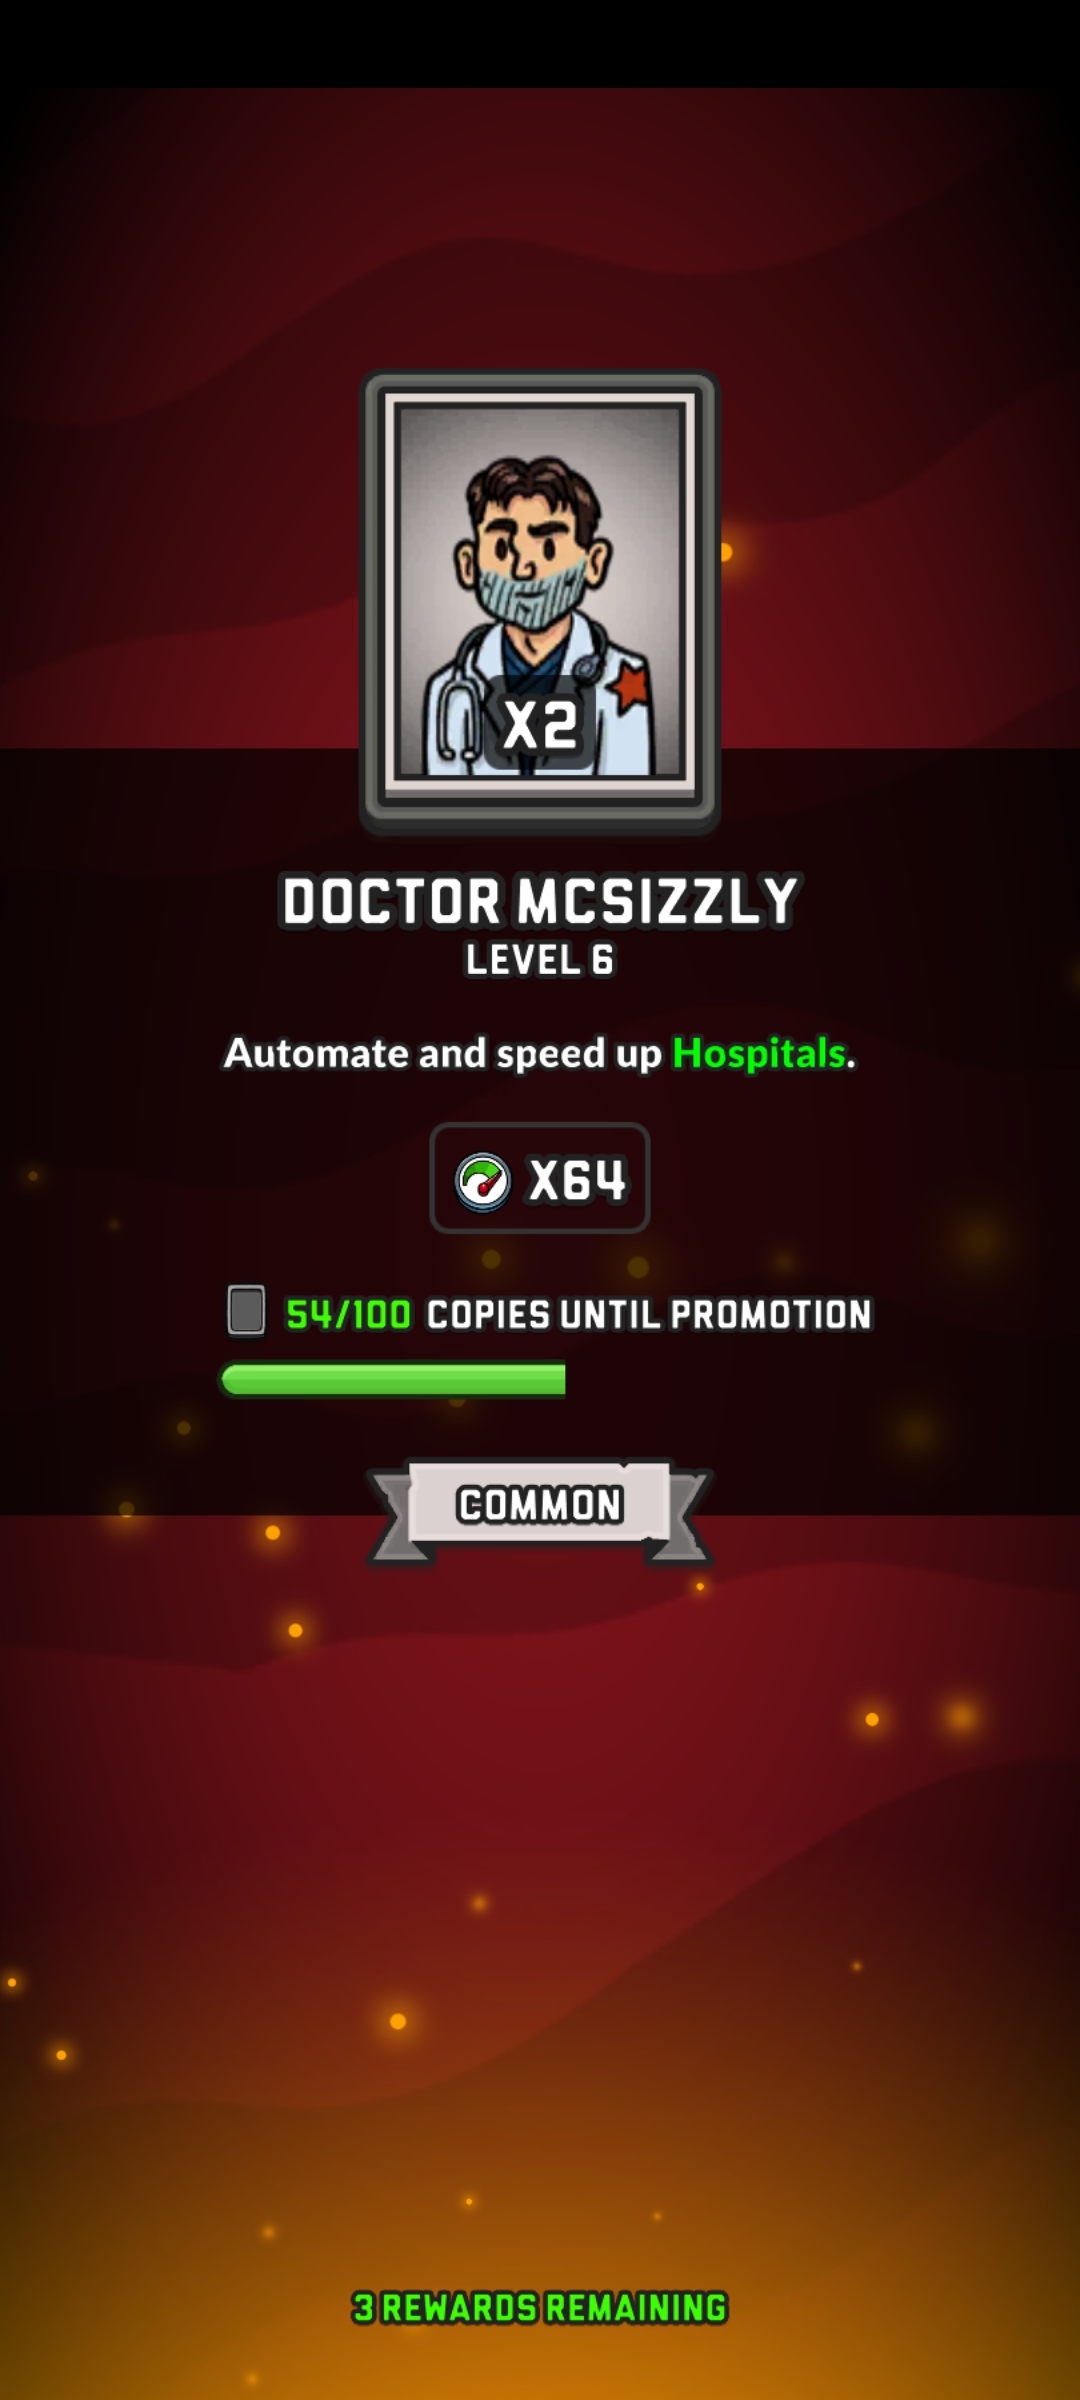 X2
DOCTOR MCSIZZLY
LEVEL 6
Automate and speed up Hospitals.
X64
54/100 COPIES UNTIL PROMOTION
COMMON
3 REWARDS REMAINING